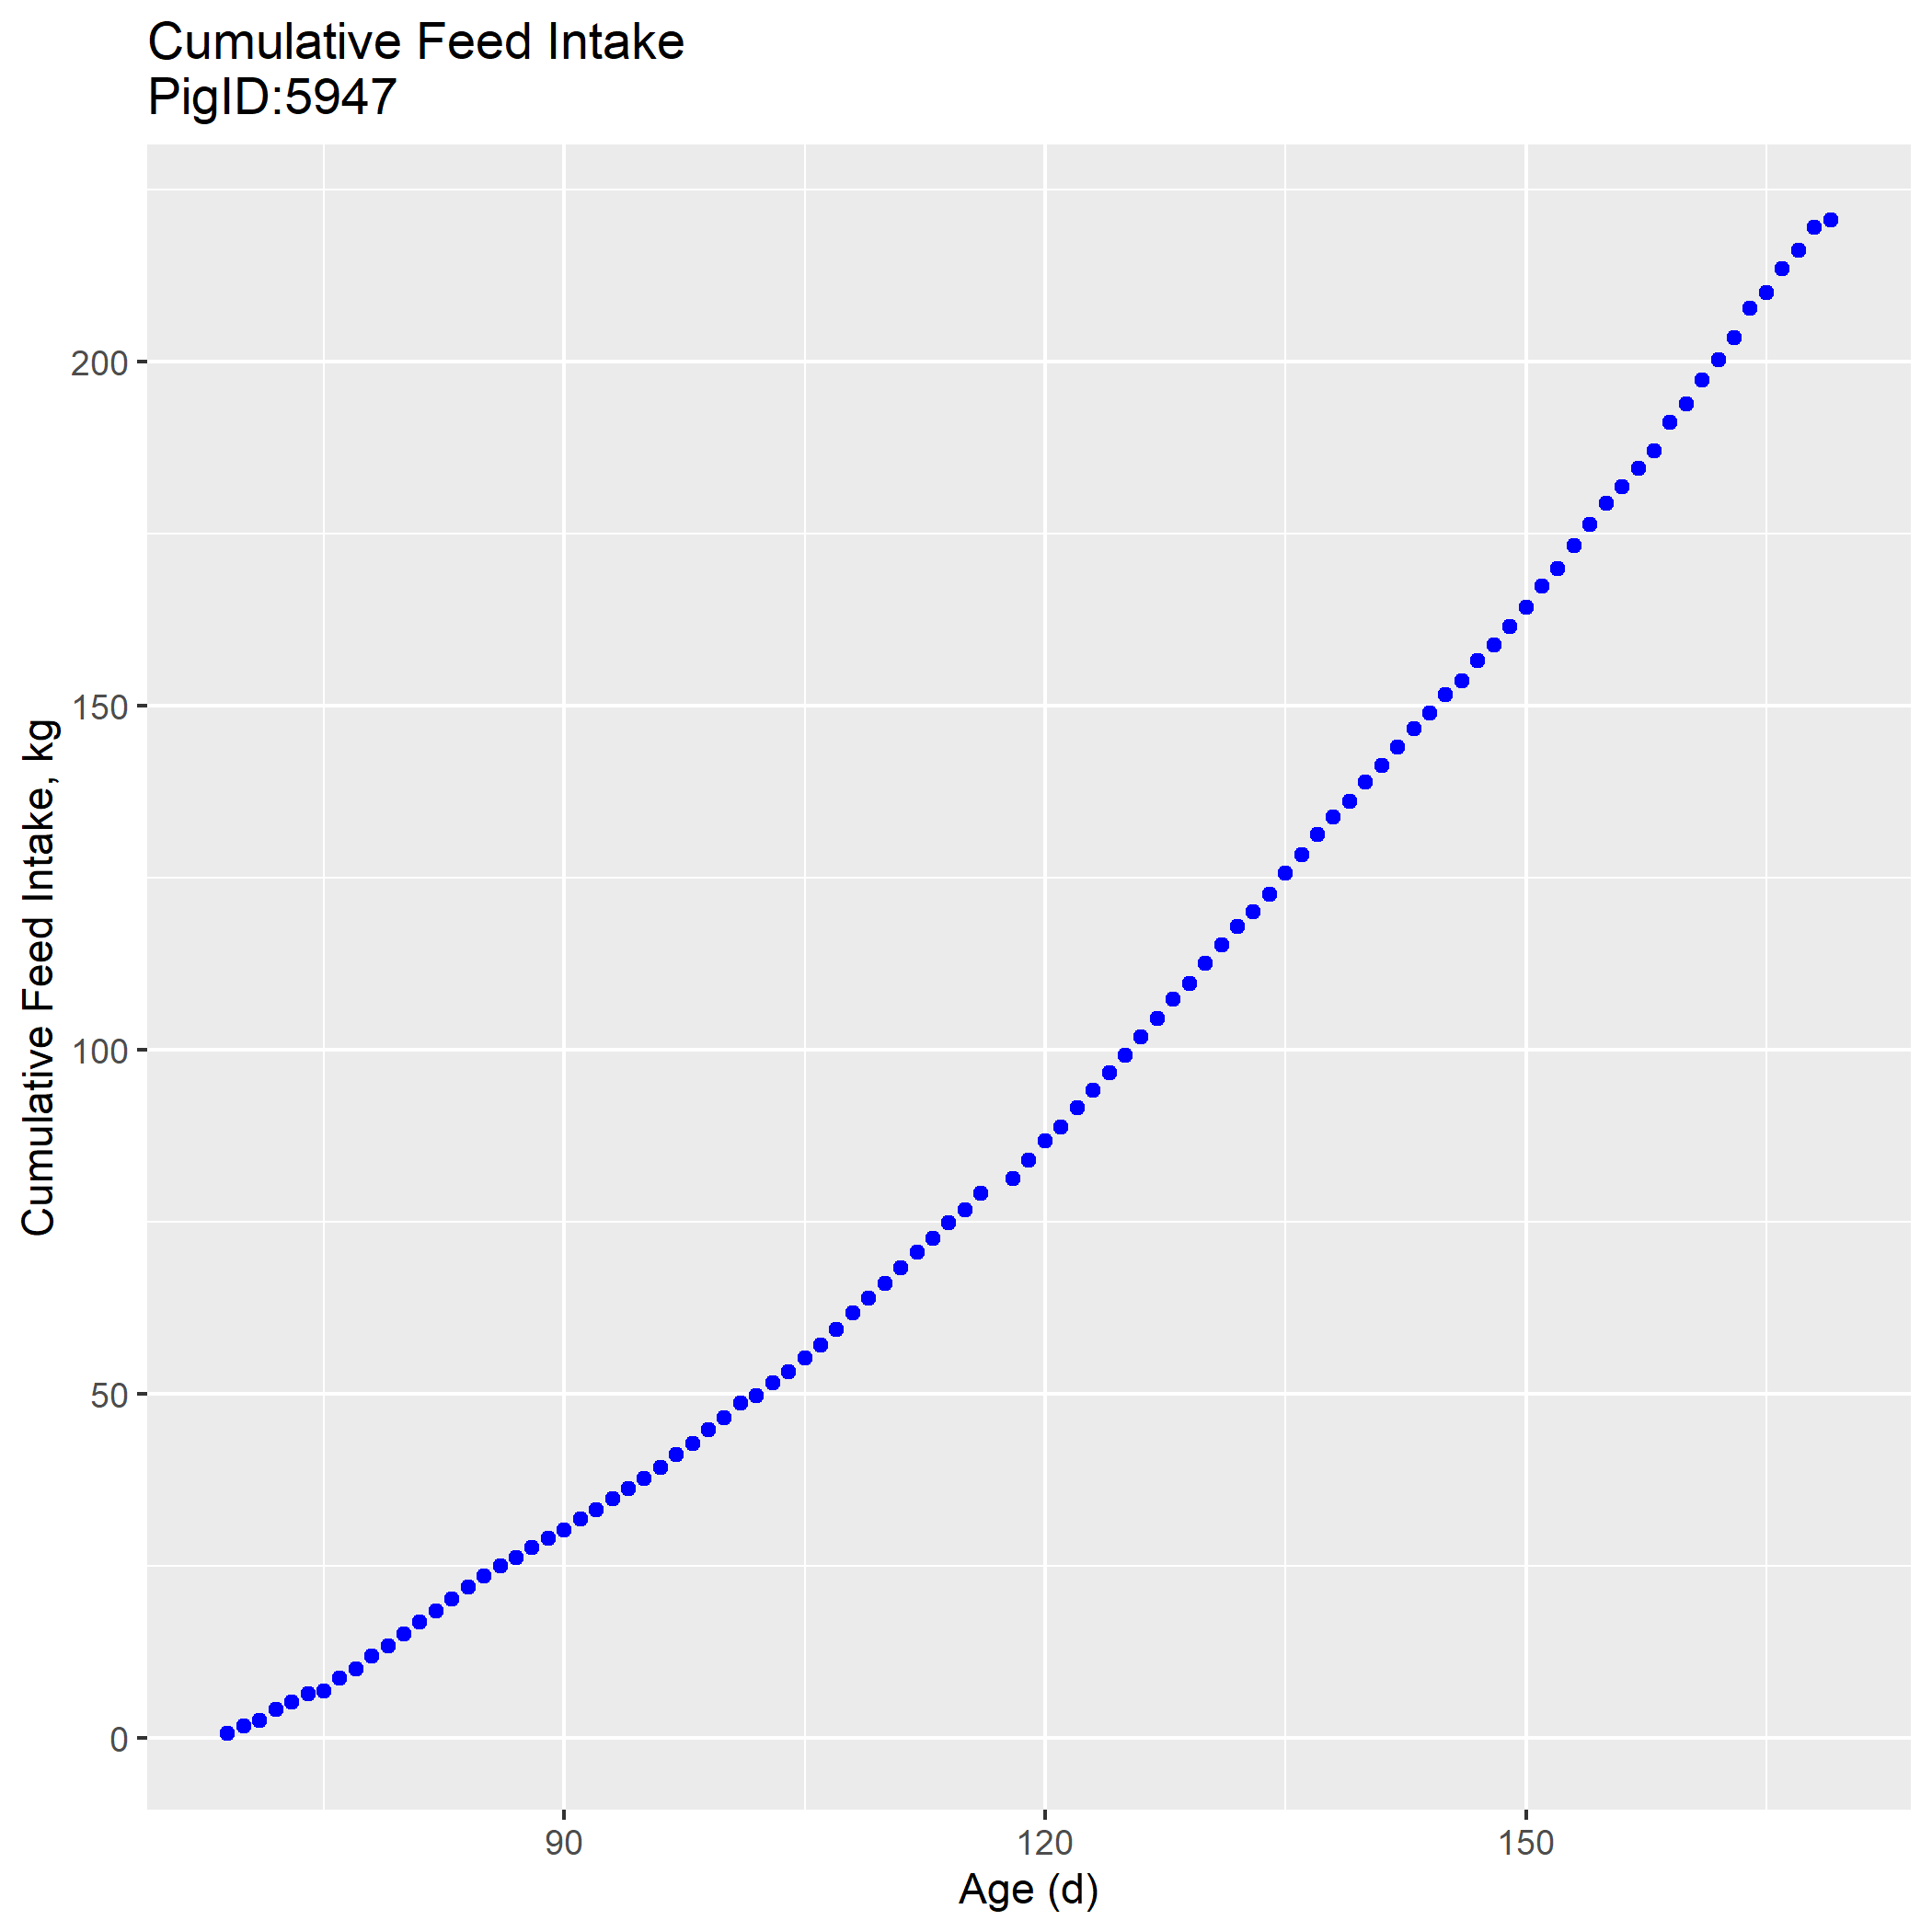 Cumulative Feed Intake
PigID:5947
Cumulative Feed Intake, kg
200
150
100
50
0
90
120
150
Age (d)